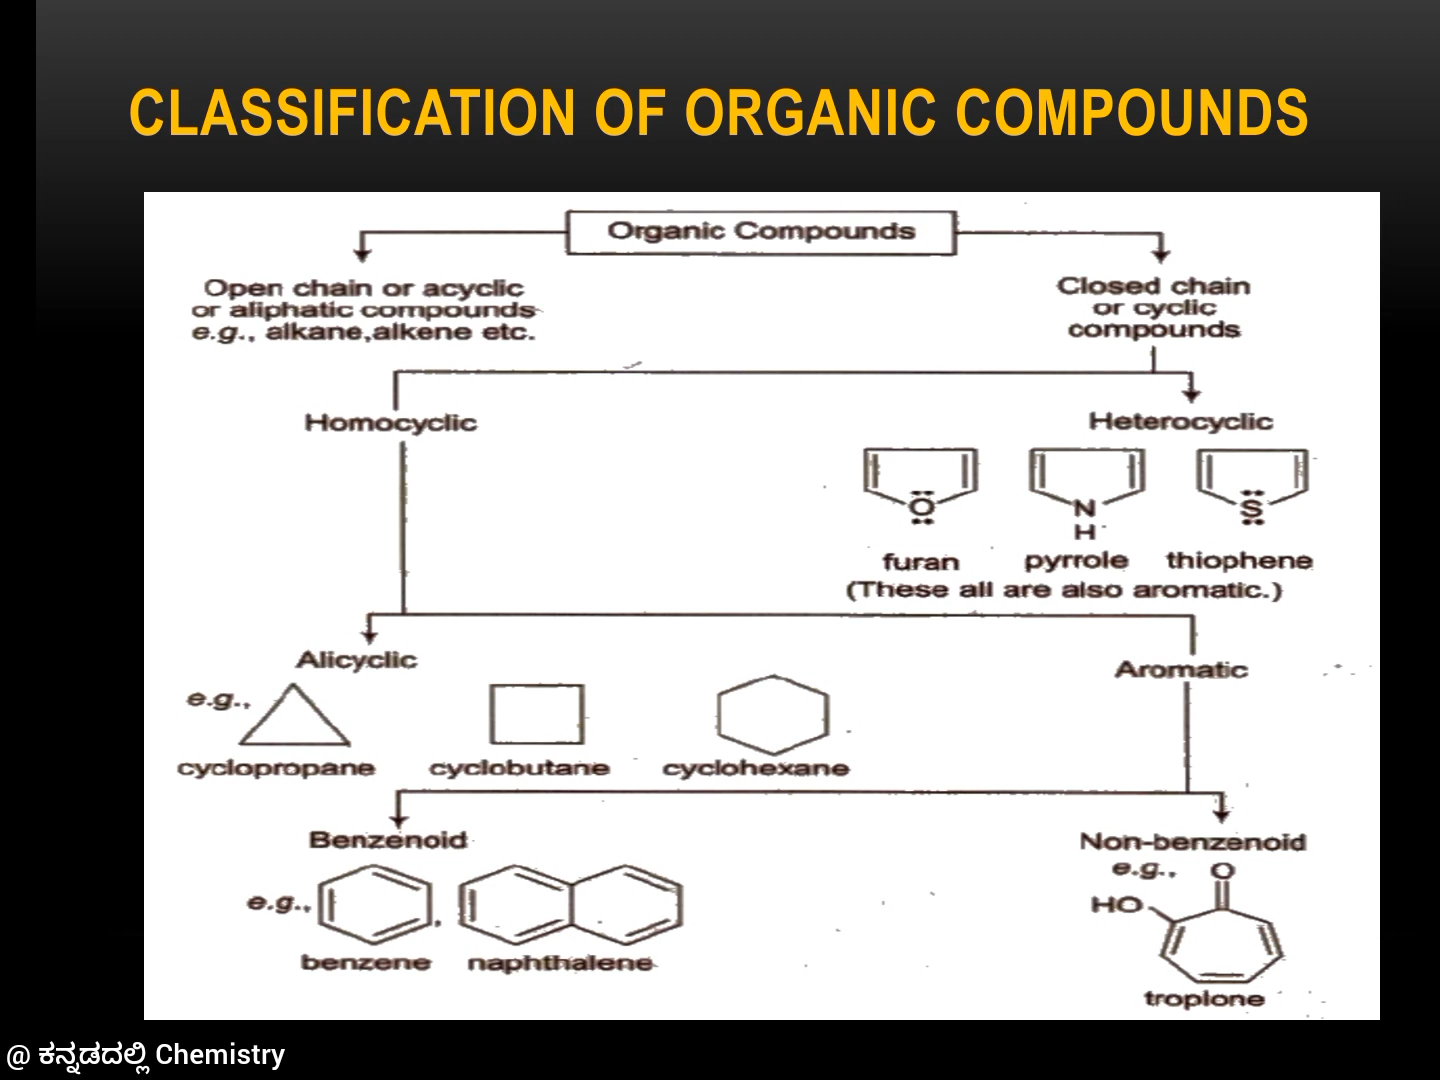 CLASSIFICATION OF ORGANIC COMPOUNDS
Organic Compounds
Open chain or acyclic
or aliphatic compounds
e.g., alkane,alkene etc.
Closed chain
or cyclic
compounds
Homocyclic
Heterocyclic
O
N
H
S
furan
pyrrole
thiophene
(These all are also aromatic.)
Alicyclic
Aromatic
e.g.,
cyclopropane
cyclobutane
cyclohexane
Benzenoid
Non-benzenoid
e.g.,
,
benzene
naphthalene
e.g.,
O
HO
troplone
@ ಕನ್ನಡದಲ್ಲಿ Chemistry